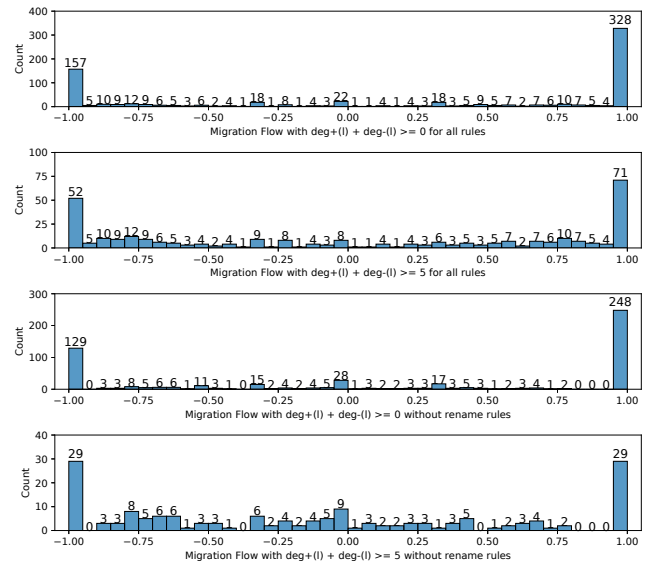 400
300
200
100
0
Count
157 5 10 9 12 9 6 5 3 6 2 4 1 18 1 8 1 4 3 22 1 1 4 1 4 3 18 3 5 9 5 7 2 7 6 10 7 5 4 328
−1.00 −0.75 −0.50 −0.25 0.00 0.25 0.50 0.75 1.00
Migration Flow with deg+(l) + deg-(l) >= 0 for all rules
100
75
50
25
0
Count
52 5 10 9 12 9 6 5 3 4 2 4 1 9 1 8 1 4 3 8 1 1 4 1 4 3 6 3 5 3 5 7 2 7 6 10 7 5 4 71
−1.00 −0.75 −0.50 −0.25 0.00 0.25 0.50 0.75 1.00
Migration Flow with deg+(l) + deg-(l) >= 5 for all rules
300
200
100
0
Count
129 0 3 3 8 5 6 6 1 11 3 1 0 15 2 4 2 4 5 28 1 3 2 2 3 3 17 3 5 3 1 2 3 4 1 2 0 0 0 248
−1.00 −0.75 −0.50 −0.25 0.00 0.25 0.50 0.75 1.00
Migration Flow with deg+(l) + deg-(l) >= 0 without rename rules
40
30
20
10
0
Count
29 0 3 3 8 5 6 6 1 3 3 1 0 6 2 4 2 4 5 9 1 3 2 2 3 3 1 3 5 0 1 2 3 4 1 2 0 0 0 29
−1.00 −0.75 −0.50 −0.25 0.00 0.25 0.50 0.75 1.00
Migration Flow with deg+(l) + deg-(l) >= 5 without rename rules